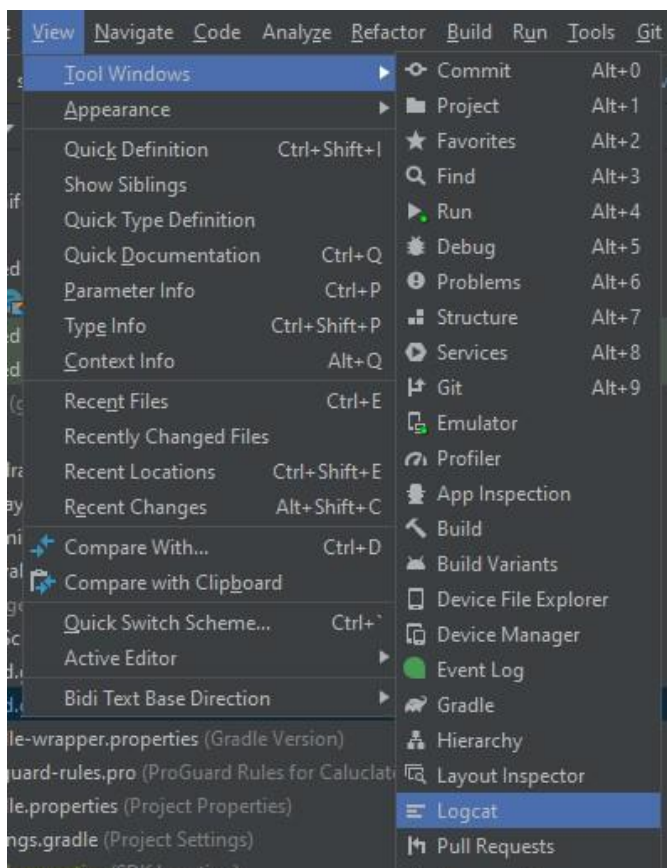 View Navigate Code Analyze Refactor Build Run Tools Git
Tool Windows
Appearance
Quick Definition Ctrl+Shift+I
Show Siblings
Quick Type Definition
Quick Documentation Ctrl+Q
Parameter Info Ctrl+P
Type Info Ctrl+Shift+P
Context Info Alt+Q
Recent Files Ctrl+E
Recently Changed Files
Recent Locations Ctrl+Shift+E
Recent Changes Alt+Shift+C
Compare With... Ctrl+D
Compare with Clipboard
Quick Switch Scheme... Ctrl+`
Active Editor
Bidi Text Base Direction
Commit Alt+0
Project Alt+1
Favorites Alt+2
Find Alt+3
Run Alt+4
Debug Alt+5
Problems Alt+6
Structure Alt+7
Services Alt+8
Git Alt+9
Emulator
Profiler
App Inspection
Build
Build Variants
Device File Explorer
Device Manager
Event Log
Gradle
Hierarchy
Layout Inspector
Logcat
Pull Requests
le-wrapper.properties (Gradle Version)
guard-rules.pro (ProGuard Rules for Caluclati
le.properties (Project Properties)
ngs.gradle (Project Settings)